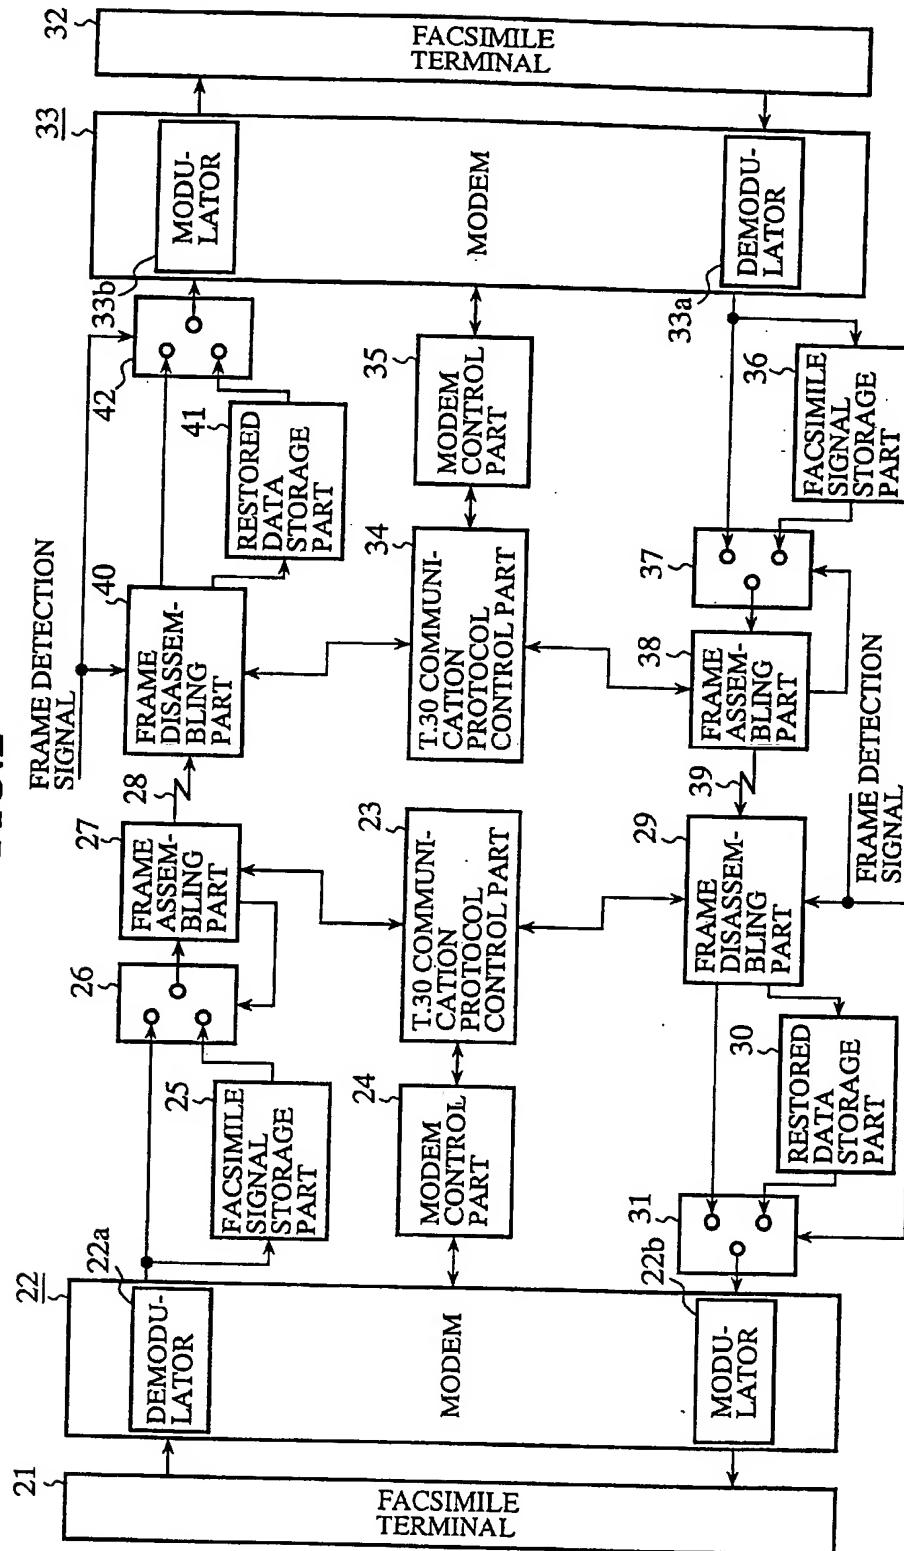 21
FACSIMILE
TERMINAL
22
22a
DEMODU-
LATOR
MODEM
22b
MODU-
LATOR
25
FACSIMILE
SIGNAL
STORAGE
PART
26
27
FRAME
ASSEM-
BLING
PART
28
24
MODEM
CONTROL
PART
23
T.30 COMMUNI-
CATION
PROTOCOL
CONTROL PART
31
30
RESTORED
DATA
STORAGE
PART
29
FRAME
DISASSEM-
BLING
PART
FRAME DETECTION
SIGNAL
39
FRAME DETECTION
SIGNAL
40
FRAME
DISASSEM-
BLING
PART
41
RESTORED
DATA
STORAGE
PART
42
34
T.30 COMMUNI-
CATION
PROTOCOL
CONTROL PART
35
MODEM
CONTROL
PART
38
FRAME
ASSEM-
BLING
PART
37
36
FACSIMILE
SIGNAL
STORAGE
PART
33
33b
MODU-
LATOR
MODEM
33a
DEMODU-
LATOR
32
FACSIMILE
TERMINAL